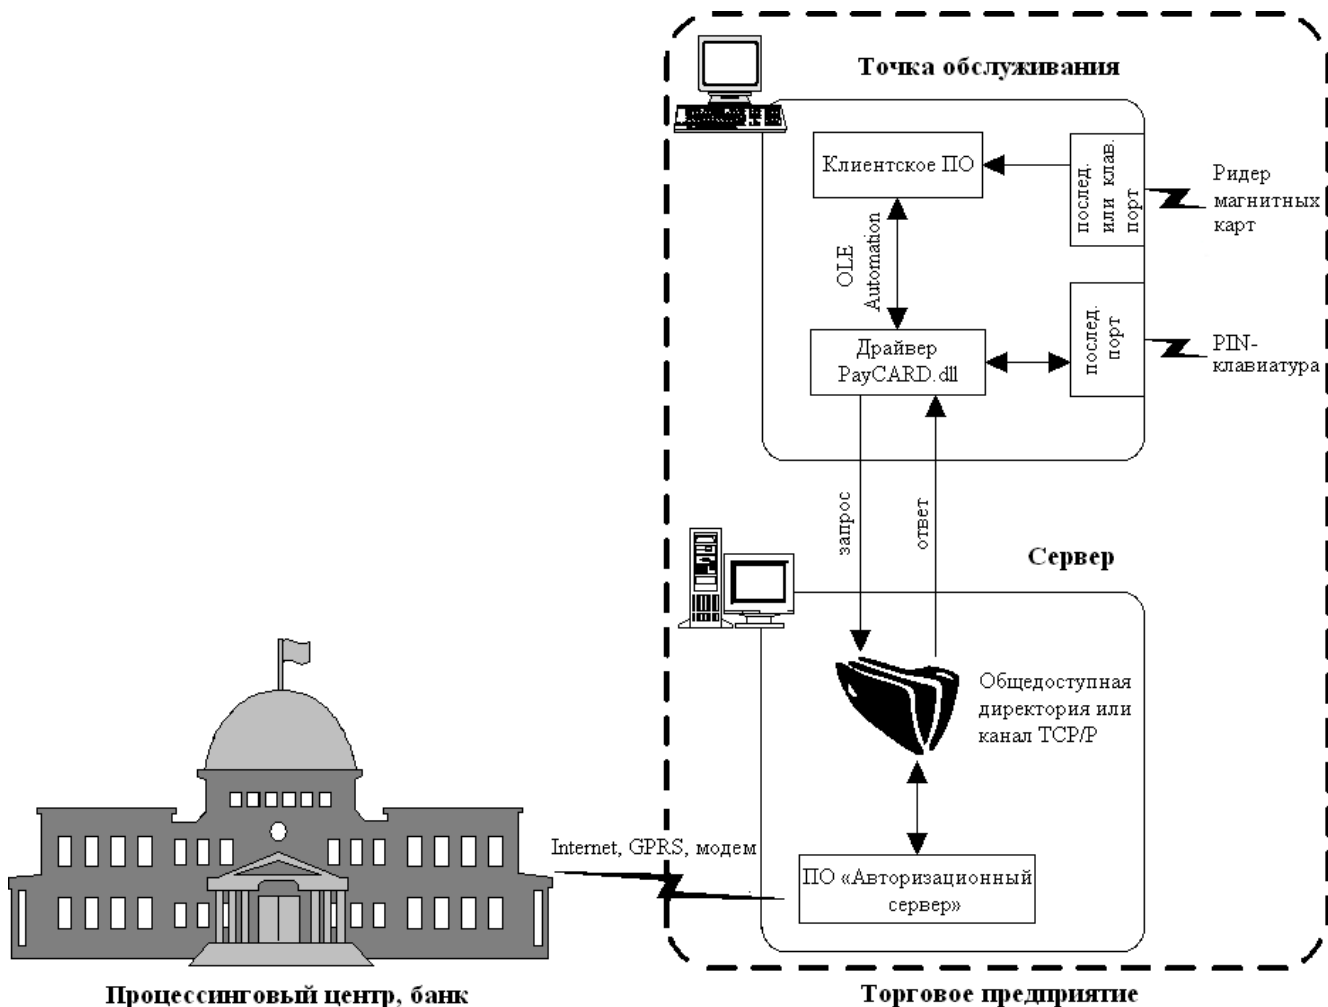 Точка обслуживания
Клиентское ПО
послед.
или клав.
порт
Ридер
магнитных
карт
OLE
Automation
Драйвер
PayCARD.dll
послед.
порт
PIN-
клавиатура
запрос
ответ
Сервер
Общедоступная
директория или
канал TCP/P
Internet, GPRS, модем
ПО «Авторизационный
сервер»
Процессинговый центр, банк
Торговое предприятие